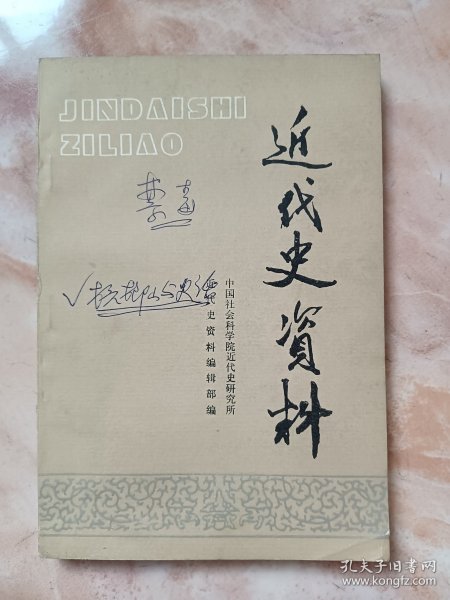 JINDAISHI
ZILIAO
近代史资料
中国社会科学院近代史研究所
史资料编辑部编
孔夫子旧书网
www.kongfz.com